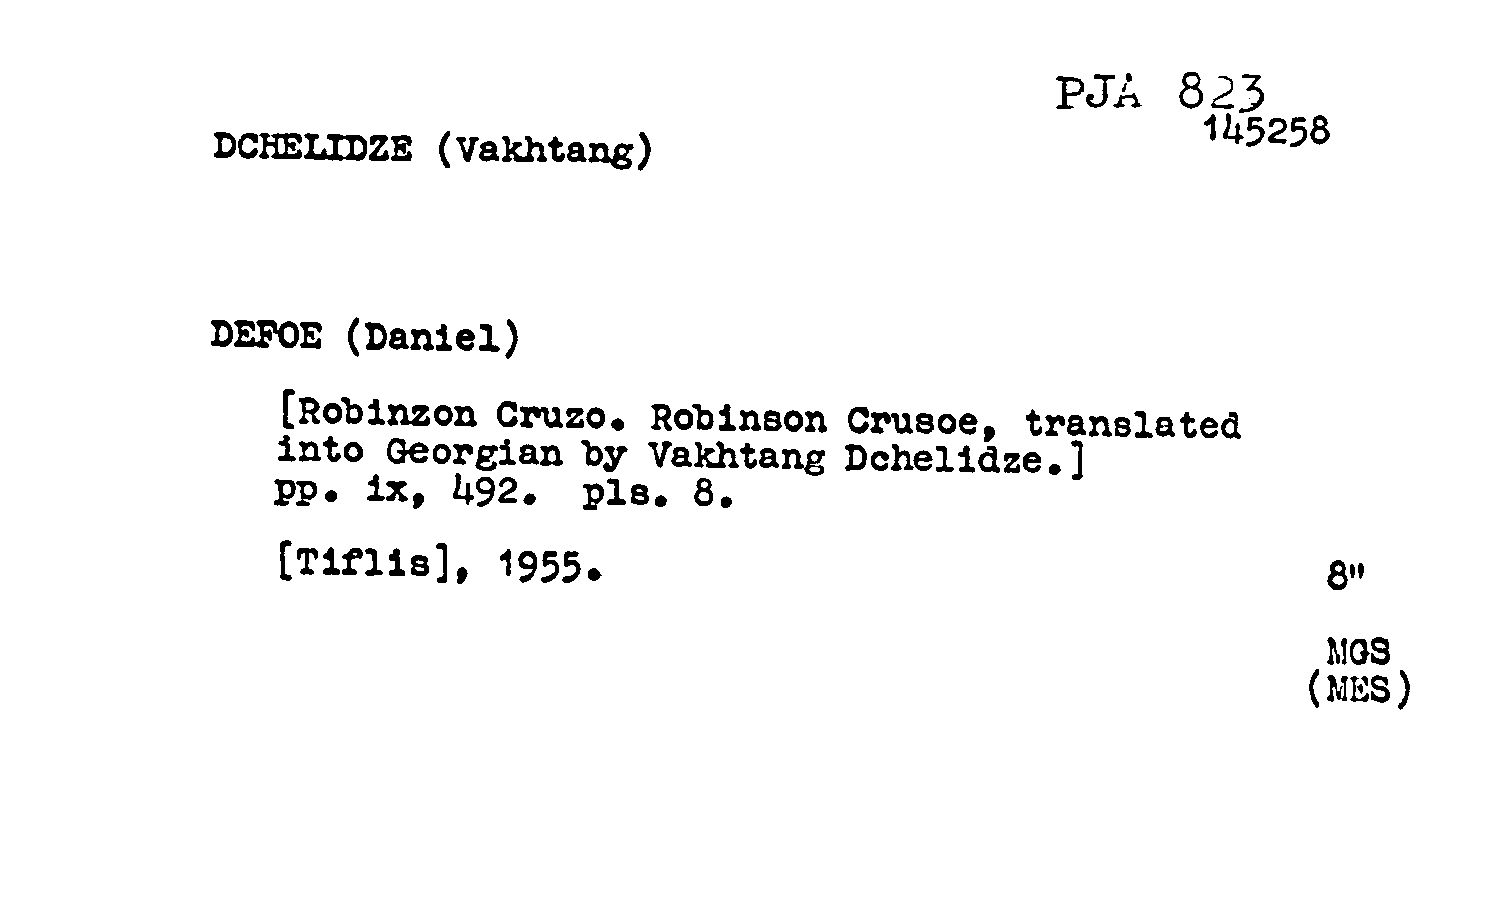 PJA 823
145258
DCHELIDZE (Vakhtang)
DEFOE (Daniel)
[Robinzon Cruzo. Robinson Crusoe, translated
into Georgian by Vakhtang Dchelidze.]
pp. ix, 492. pls. 8.
[Tiflis], 1955.
8"
MGS
(MES)